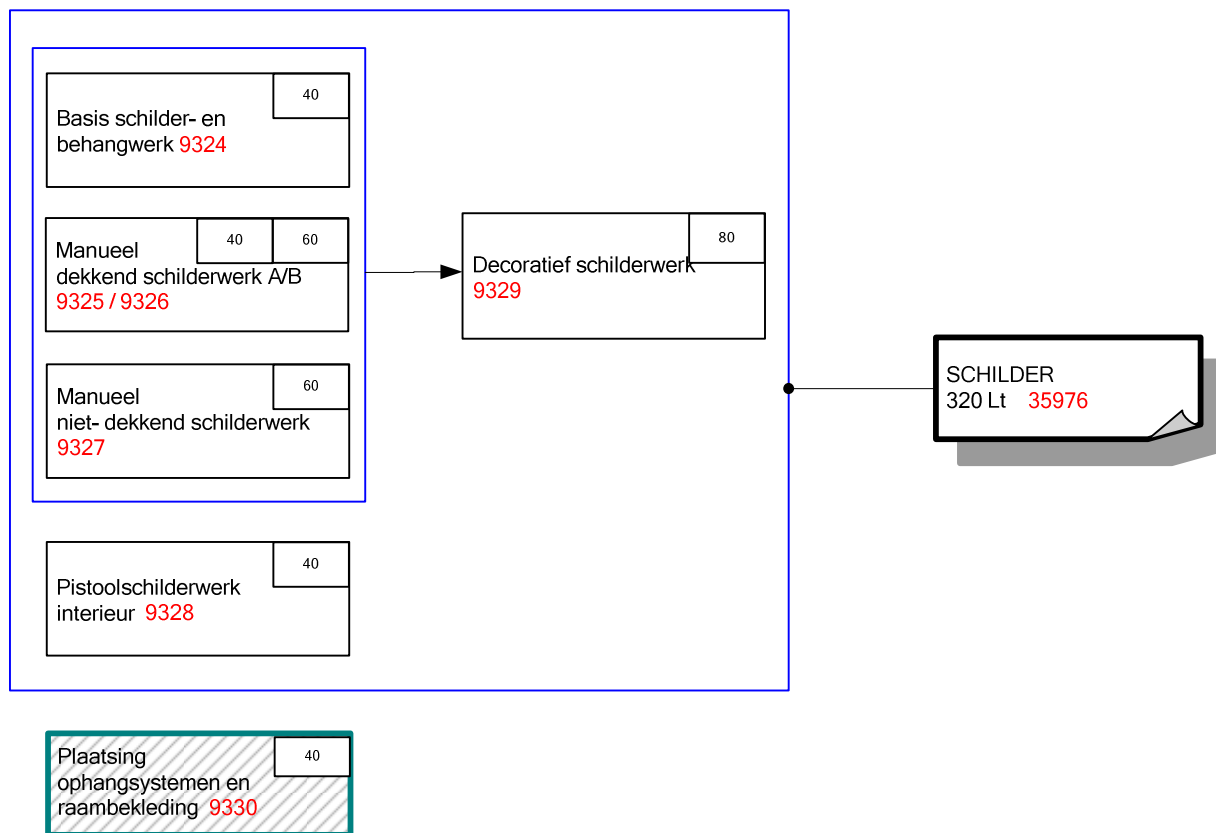 40
Basis schilder- en
behangwerk 9324
40 60
Manueel
dekkend schilderwerk A/B
9325 / 9326
60
Manueel
niet- dekkend schilderwerk
9327
80
Decoratief schilderwerk
9329
SCHILDER
320 Lt 35976
40
Pistoolschilderwerk
interieur 9328
40
Plaatsing
ophangsystemen en
raambekleding 9330